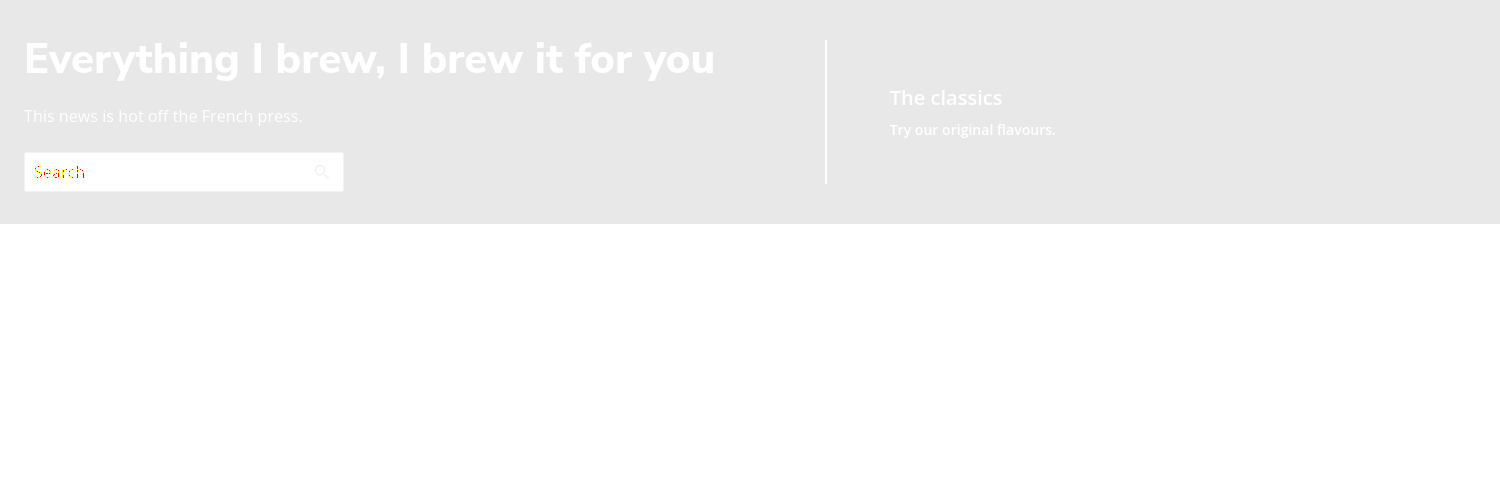 Everything I brew, I brew it for you
This news is hot off the French press.
Search
The classics
Try our original flavours.